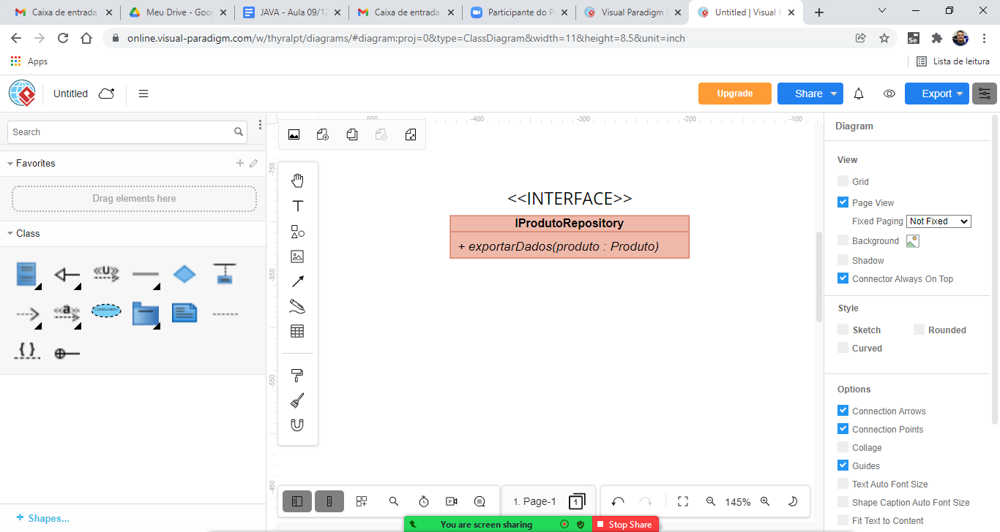 Caixa de entrada
Meu Drive - Goo
JAVA - Aula 09/12
Caixa de entrada
Participante do P
Visual Paradigm
Untitled | Visual P
online.visual-paradigm.com/w/thyralpt/diagrams/#diagram:proj=0&type=ClassDiagram&width=11&height=8.5&unit=inch
Se
Apps
Lista de leitura
Untitled
Upgrade
Share
Export
Search
Favorites
Drag elements here
Class
«U»
«a»
Collaboration
{ }
Shapes...
-400
-300
-200
-100
-750
-650
-550
-450
<<INTERFACE>>
IProdutoRepository
+ exportarDados(produto : Produto)
1. Page-1
1
145%
You are screen sharing
Stop Share
Diagram
View
Grid
Page View
Fixed Paging
Not Fixed
Background
Shadow
Connector Always On Top
Style
Sketch
Rounded
Curved
Options
Connection Arrows
Connection Points
Collage
Guides
Text Auto Font Size
Shape Caption Auto Font Size
Fit Text to Content